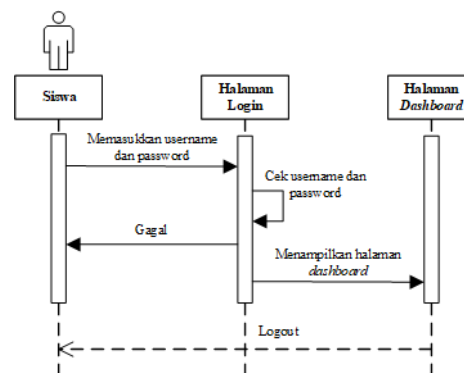 Siswa
Halaman
Login
Halaman
Dashboard
Memasukkan username
dan password
Cek username dan
password
Gagal
Menampilkan halaman
dashboard
Logout